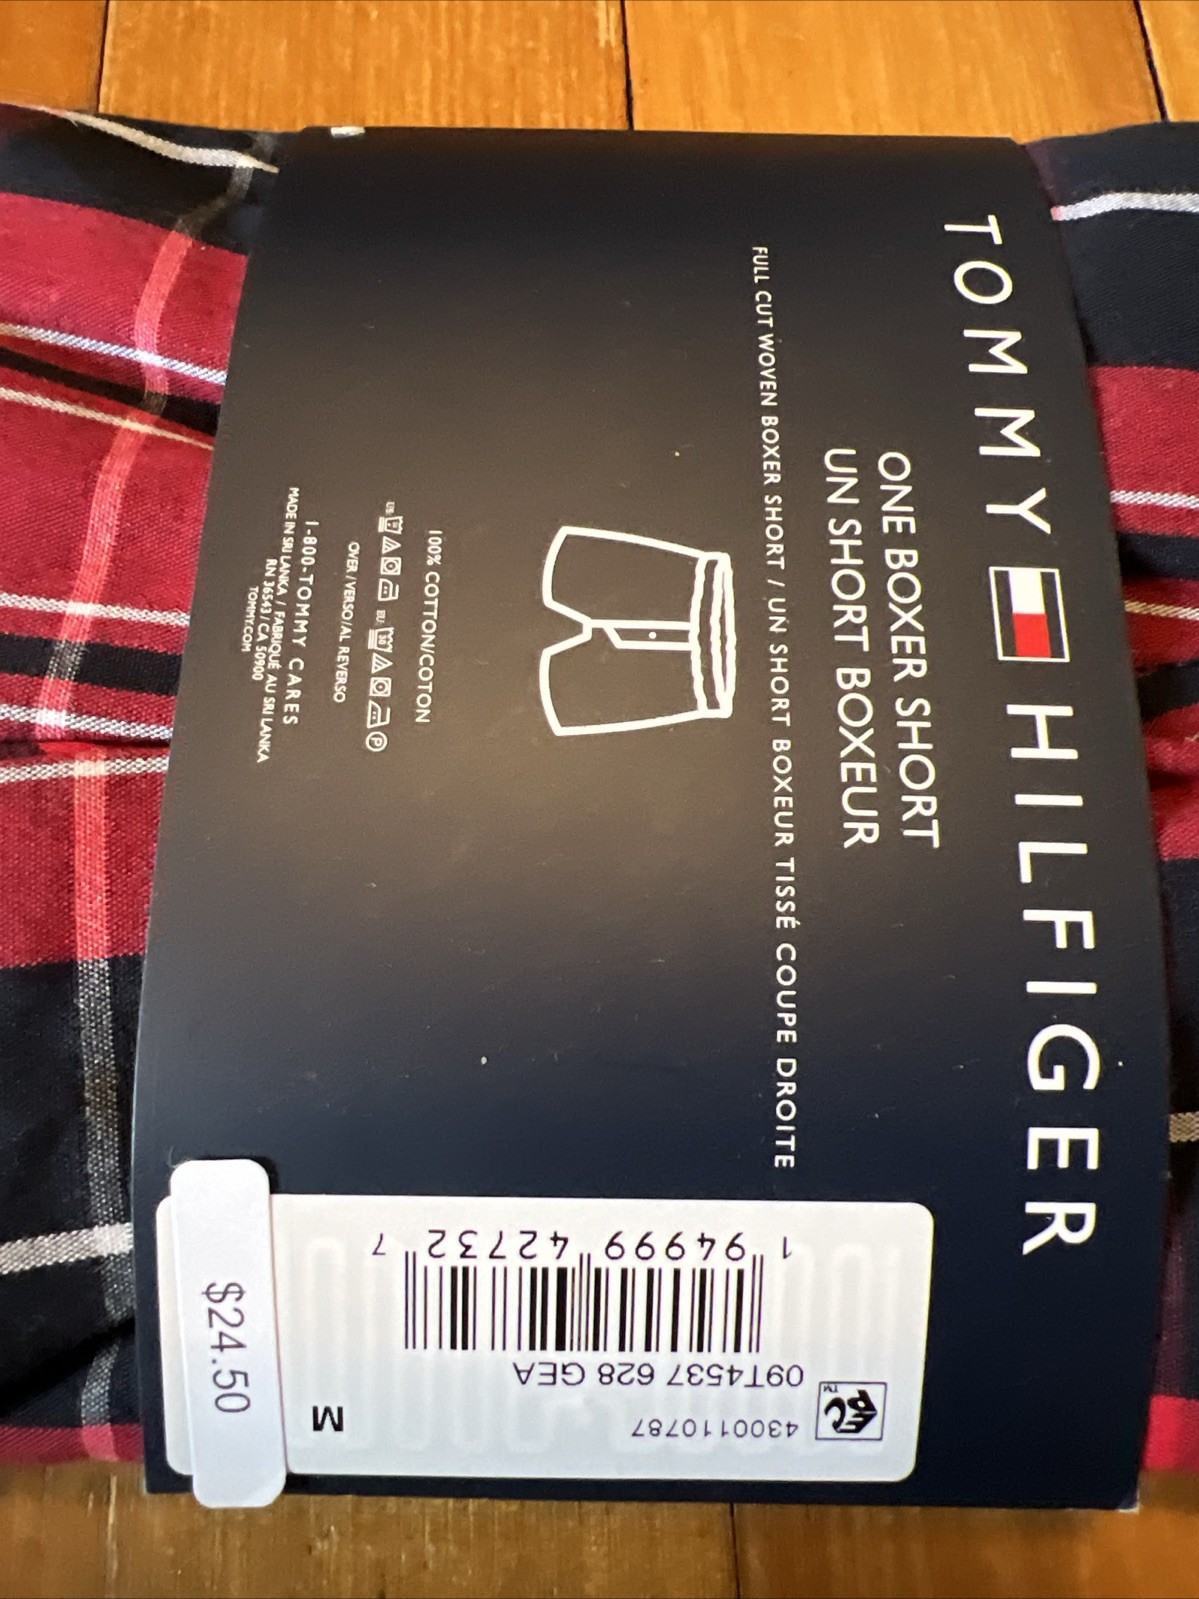 TOMMY HILFIGER
ONE BOXER SHORT
UN SHORT BOXEUR
FULL CUT WOVEN BOXER SHORT / UN SHORT BOXEUR TISSÉ COUPE DROITE
100% COTTON/COTON
OVER / VERSO/AL REVERSO
1-800-TOMMY CARES
MADE IN SRI LANKA / FABRIQUÉ AU SRI LANKA
RN 36543 / CA 50900
TOMMY.COM
4300110787
09T4537 628 GEA
1 94999 42732 7
M
$24.50